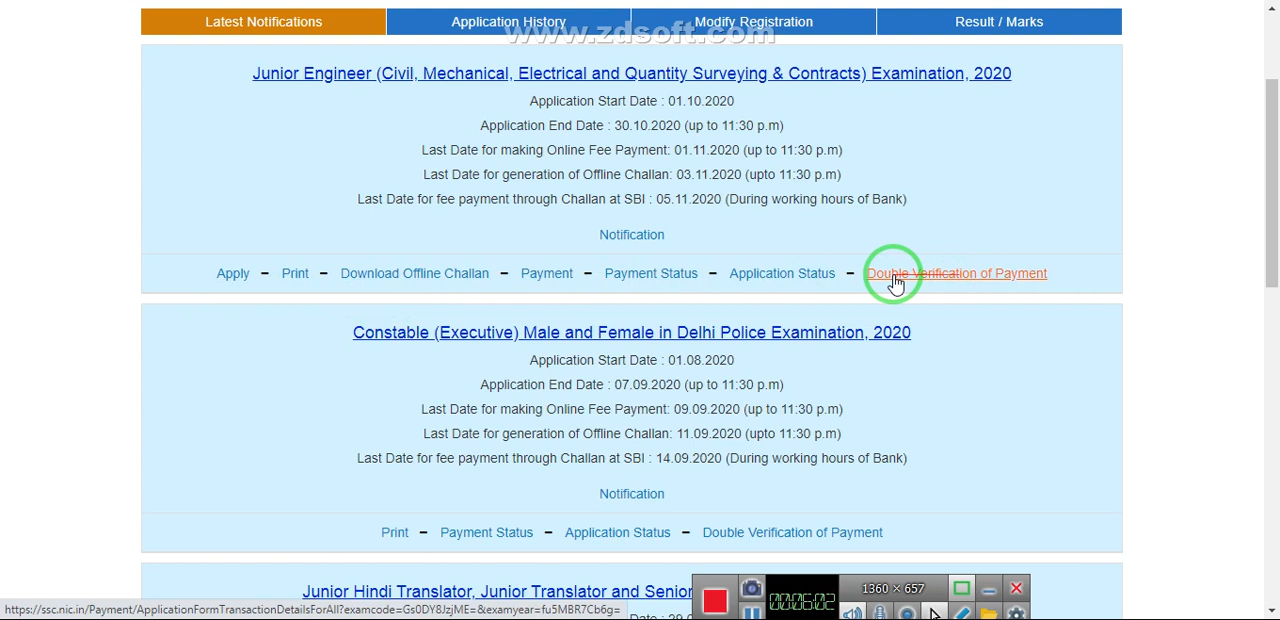 Latest Notifications Application History Modify Registration Result / Marks
www.zdsoft.com
Junior Engineer (Civil, Mechanical, Electrical and Quantity Surveying & Contracts) Examination, 2020
Application Start Date : 01.10.2020
Application End Date : 30.10.2020 (up to 11:30 p.m)
Last Date for making Online Fee Payment: 01.11.2020 (up to 11:30 p.m)
Last Date for generation of Offline Challan: 03.11.2020 (upto 11:30 p.m)
Last Date for fee payment through Challan at SBI : 05.11.2020 (During working hours of Bank)
Notification
Apply – Print – Download Offline Challan – Payment – Payment Status – Application Status – Double Verification of Payment
Constable (Executive) Male and Female in Delhi Police Examination, 2020
Application Start Date : 01.08.2020
Application End Date : 07.09.2020 (up to 11:30 p.m)
Last Date for making Online Fee Payment: 09.09.2020 (up to 11:30 p.m)
Last Date for generation of Offline Challan: 11.09.2020 (upto 11:30 p.m)
Last Date for fee payment through Challan at SBI : 14.09.2020 (During working hours of Bank)
Notification
Print – Payment Status – Application Status – Double Verification of Payment
Junior Hindi Translator, Junior Translator and Senior
00:06:02 1360 × 657
https://ssc.nic.in/Payment/ApplicationFormTransactionDetailsForAll?examcode=Gs0DY8JzjME=&examyear=fu5MBR7Cb6g=